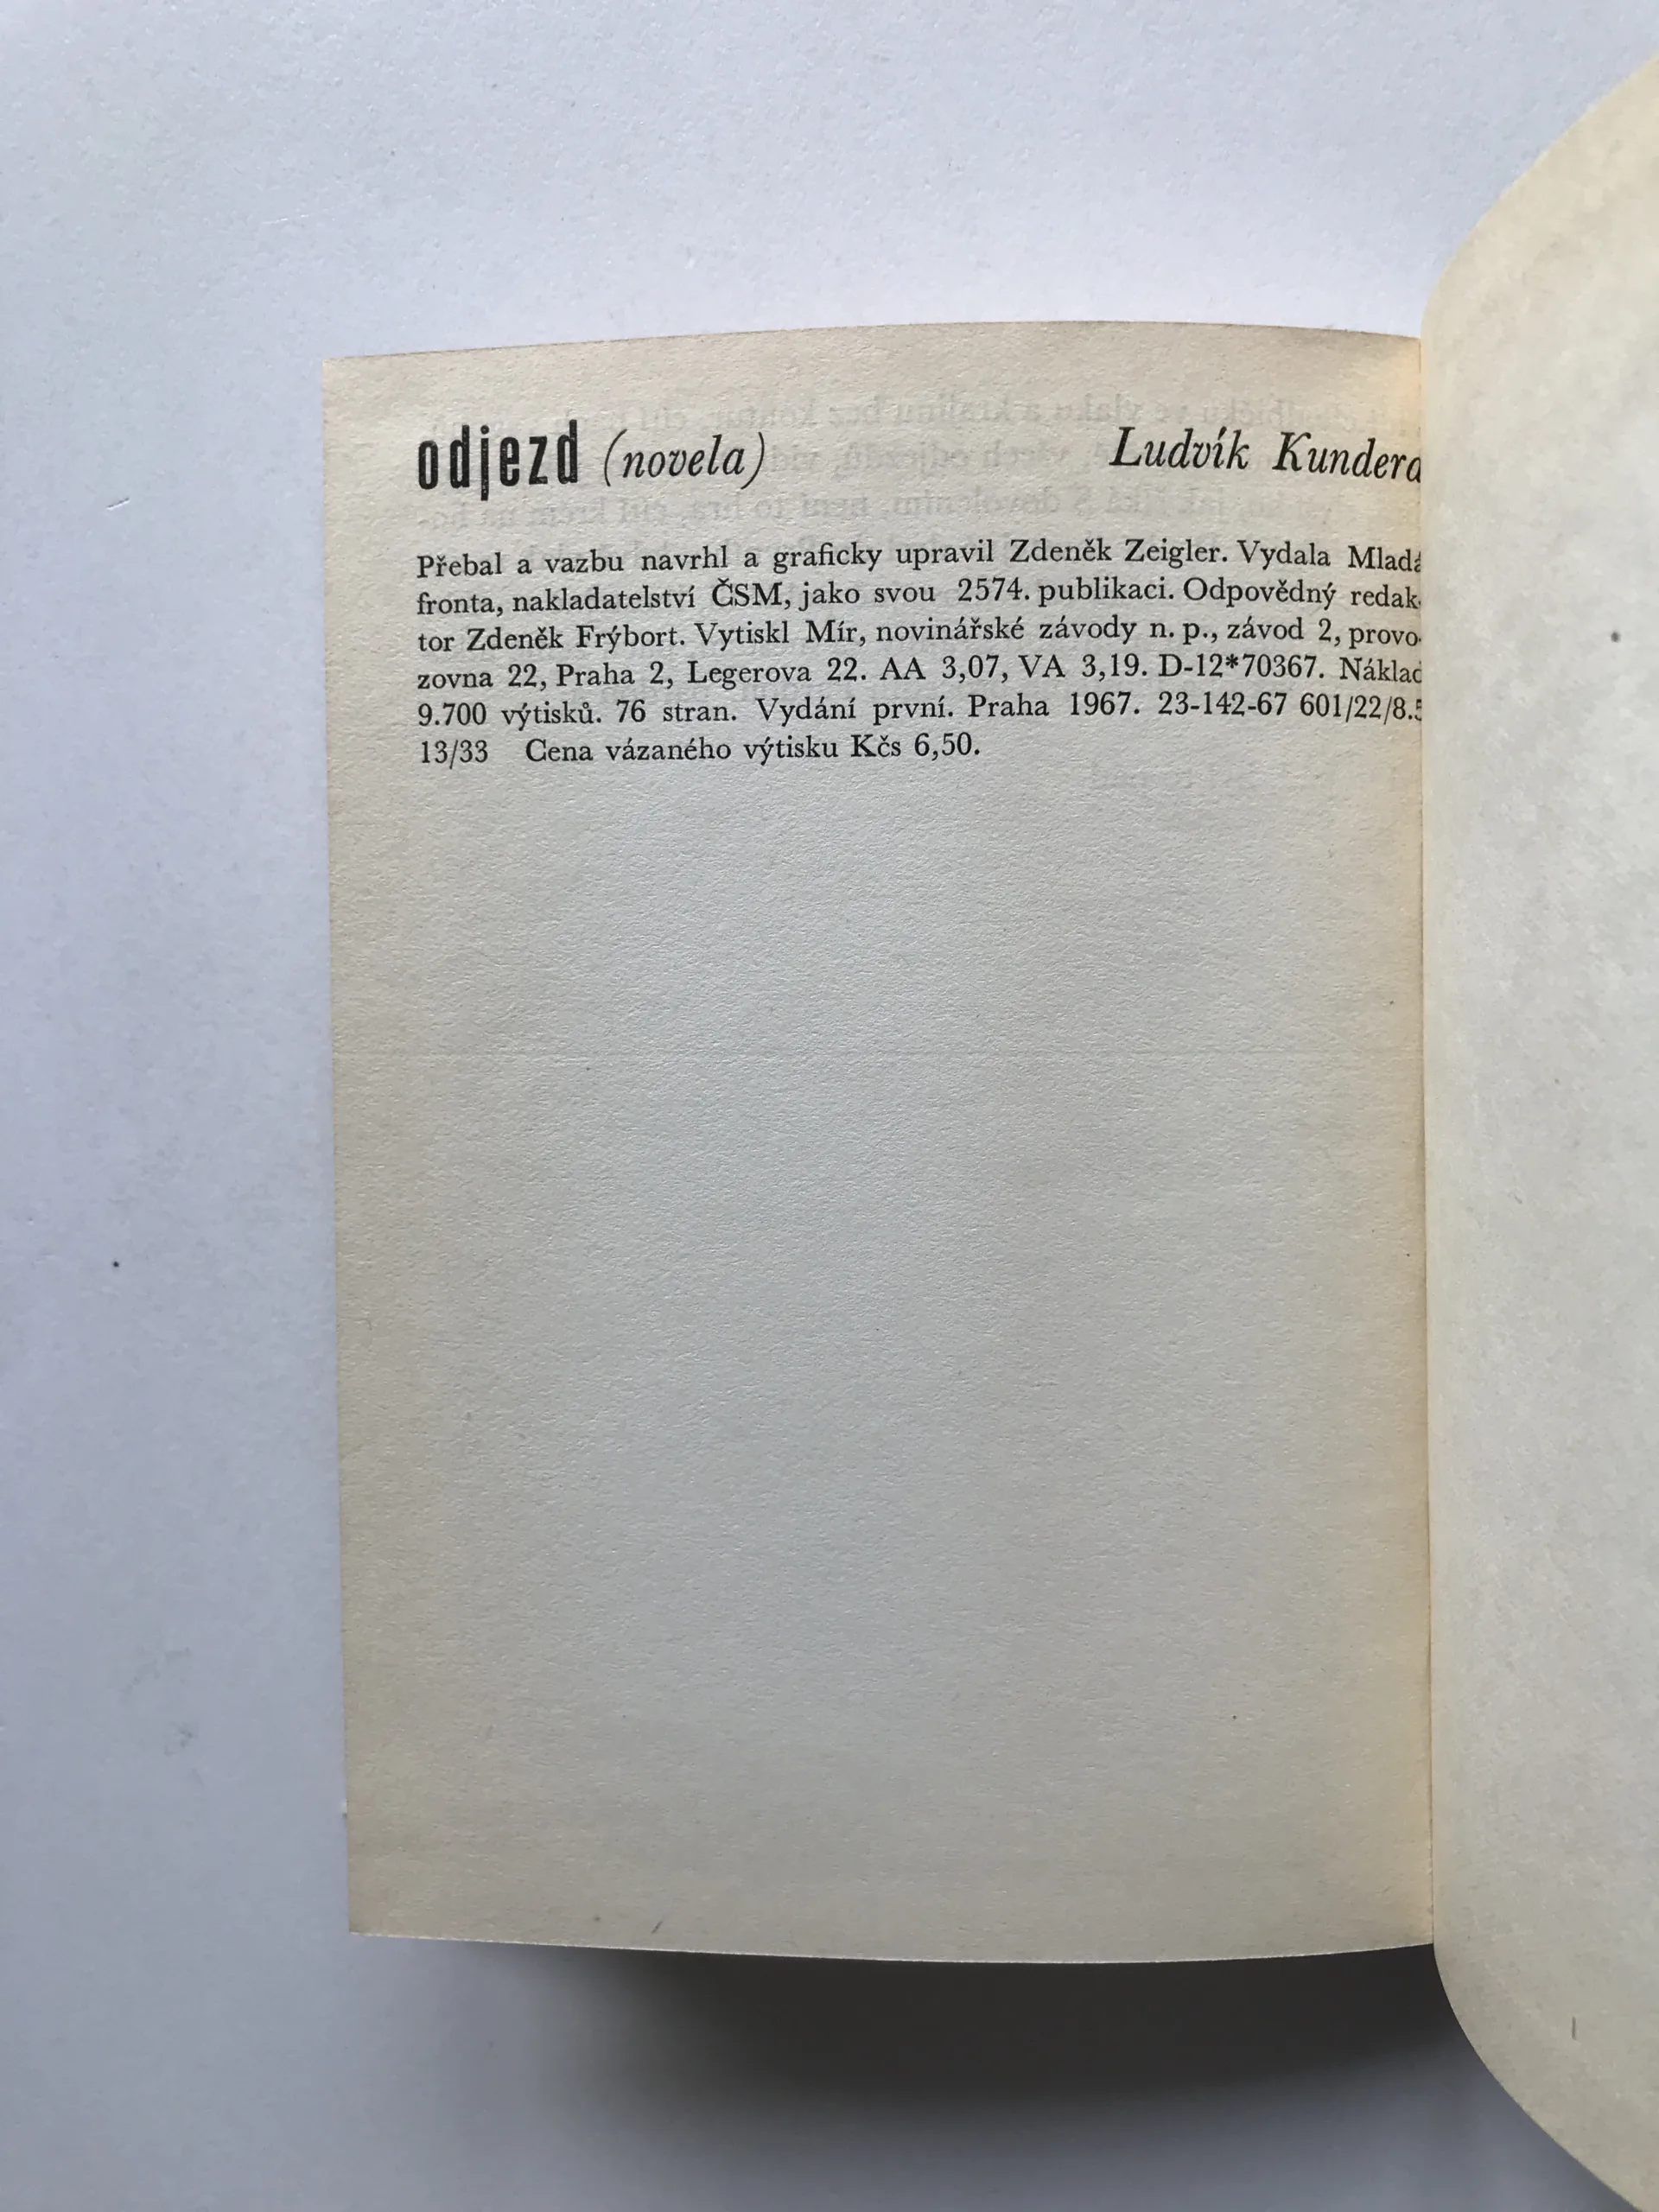 odjezd (novela) Ludvík Kundera
Přebal a vazbu navrhl a graficky upravil Zdeněk Zeigler. Vydala Mladá
fronta, nakladatelství ČSM, jako svou 2574. publikaci. Odpovědný redak-
tor Zdeněk Frýbort. Vytiskl Mír, novinářské závody n. p., závod 2, provo-
zovna 22, Praha 2, Legerova 22. AA 3,07, VA 3,19. D-12*70367. Náklad
9.700 výtisků. 76 stran. Vydání první. Praha 1967. 23-142-67 601/22/8.5
13/33 Cena vázaného výtisku Kčs 6,50.